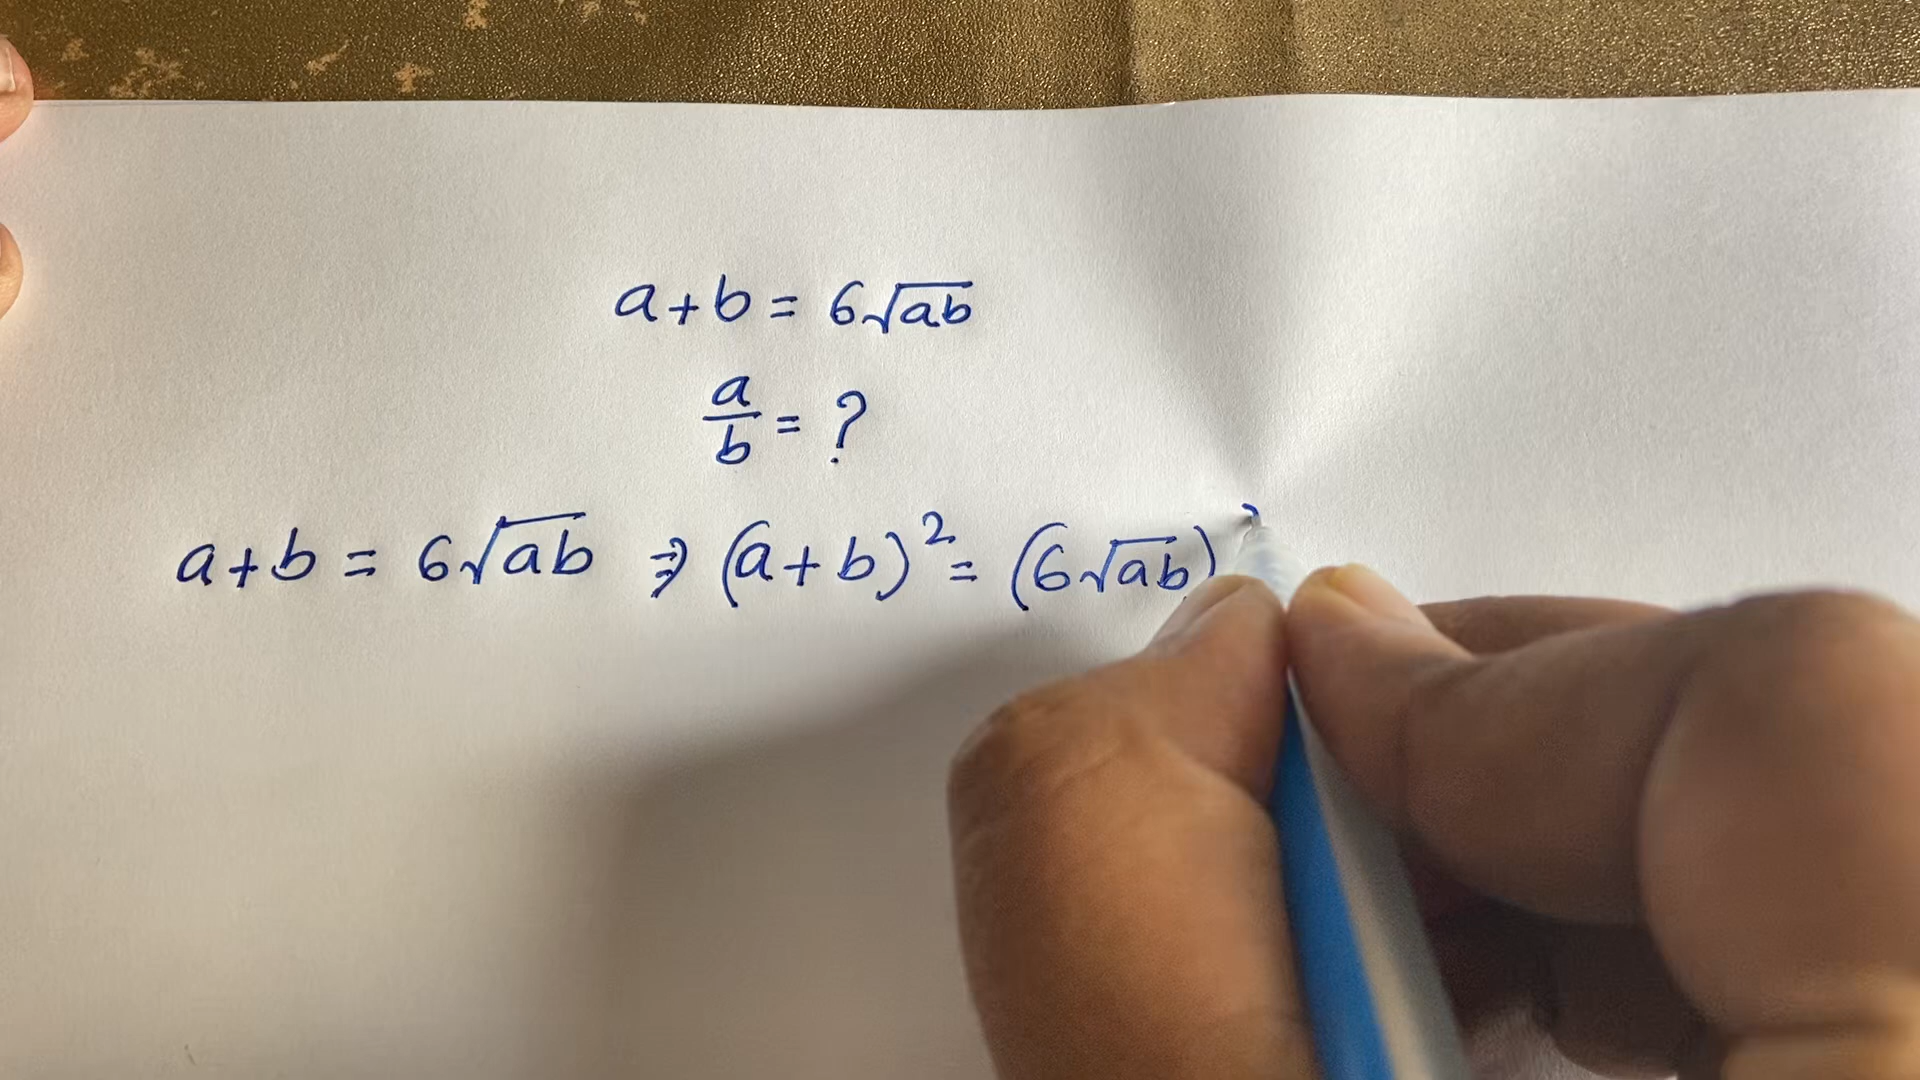 a+b = 6√ab
a/b = ?
a+b = 6√ab ⇒ (a+b)² = (6√ab)